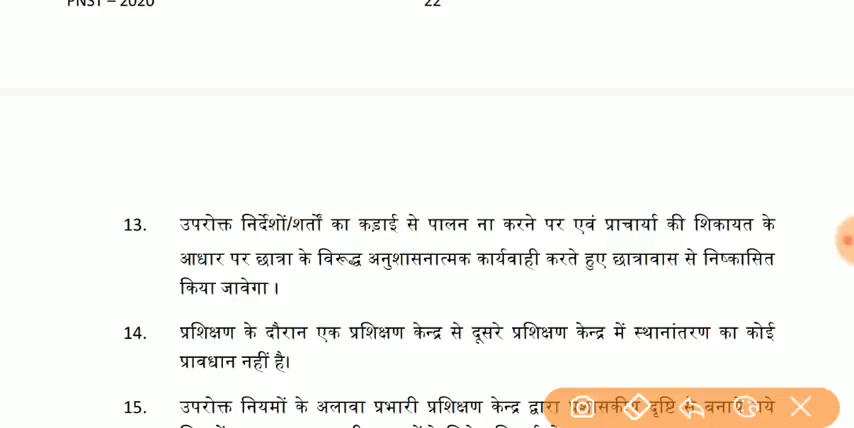 PNST – 2020 22
13. उपरोक्त निर्देशों/शर्तों का कड़ाई से पालन ना करने पर एवं प्राचार्या की शिकायत के
आधार पर छात्रा के विरूद्ध अनुशासनात्मक कार्यवाही करते हुए छात्रावास से निष्कासित
किया जावेगा ।
14. प्रशिक्षण के दौरान एक प्रशिक्षण केन्द्र से दूसरे प्रशिक्षण केन्द्र में स्थानांतरण का कोई
प्रावधान नहीं है।
15. उपरोक्त नियमों के अलावा प्रभारी प्रशिक्षण केन्द्र द्वारा दृष्टि से बनाये गये